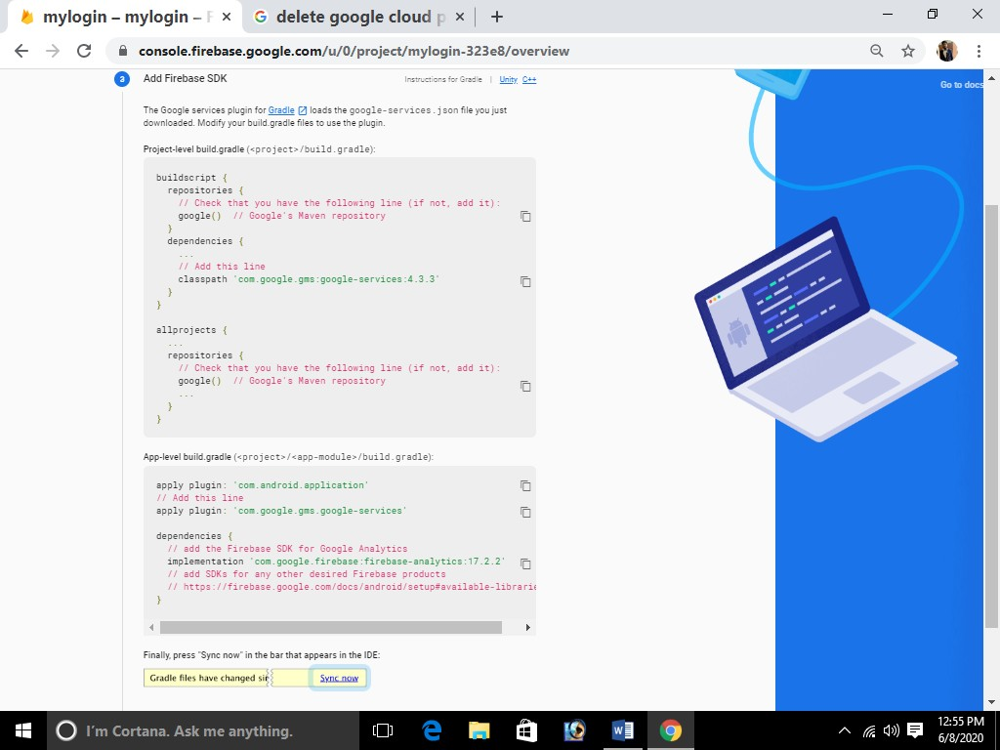 mylogin – mylogin – F
delete google cloud p
console.firebase.google.com/u/0/project/mylogin-323e8/overview
Go to docs
3 Add Firebase SDK
Instructions for Gradle | Unity C++
The Google services plugin for Gradle loads the google-services.json file you just
downloaded. Modify your build.gradle files to use the plugin.
Project-level build.gradle (<project>/build.gradle):
buildscript {
repositories {
// Check that you have the following line (if not, add it):
google() // Google's Maven repository
}
dependencies {
...
// Add this line
classpath 'com.google.gms:google-services:4.3.3'
}
}
allprojects {
...
repositories {
// Check that you have the following line (if not, add it):
google() // Google's Maven repository
...
}
}
App-level build.gradle (<project>/<app-module>/build.gradle):
apply plugin: 'com.android.application'
// Add this line
apply plugin: 'com.google.gms.google-services'
dependencies {
// add the Firebase SDK for Google Analytics
implementation 'com.google.firebase:firebase-analytics:17.2.2'
// add SDKs for any other desired Firebase products
// https://firebase.google.com/docs/android/setup#available-librarie
}
Finally, press "Sync now" in the bar that appears in the IDE:
Gradle files have changed sin Sync now
I'm Cortana. Ask me anything.
12:55 PM
6/8/2020